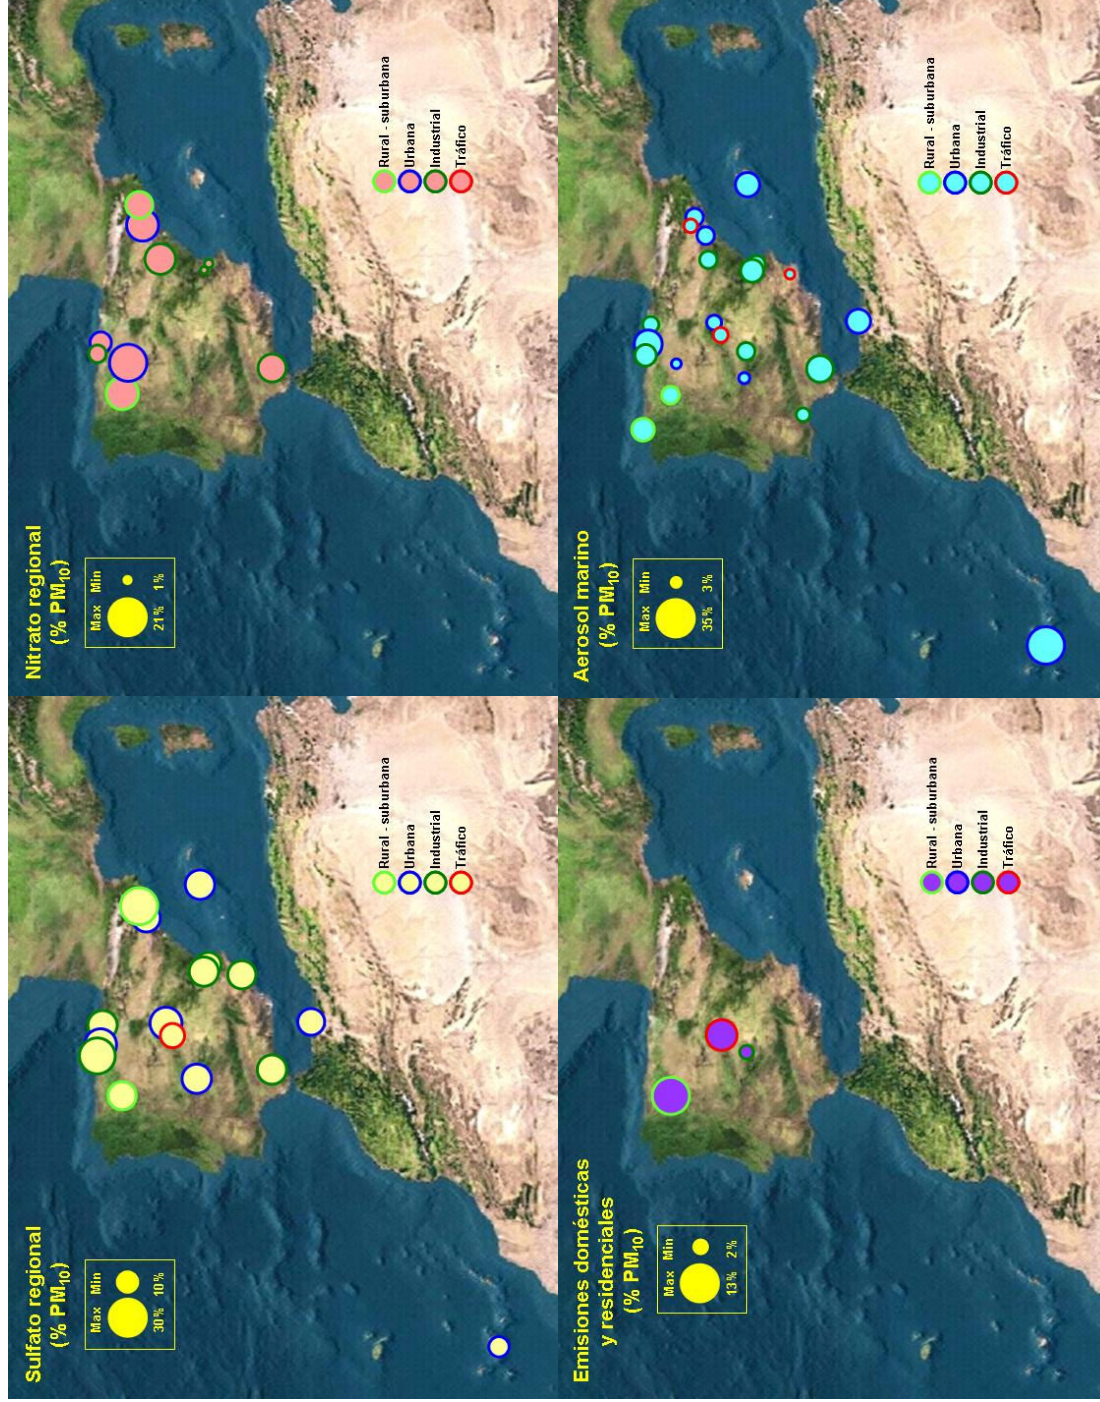 Sulfato regional
(% PM10)
Max Min
30% 10%
Rural - suburbana
Urbana
Industrial
Tráfico
Nitrato regional
(% PM10)
Max Min
21% 1%
Rural - suburbana
Urbana
Industrial
Tráfico
Emisiones domésticas
y residenciales
(% PM10)
Max Min
13% 2%
Rural - suburbana
Urbana
Industrial
Tráfico
Aerosol marino
(% PM10)
Max Min
35% 3%
Rural - suburbana
Urbana
Industrial
Tráfico